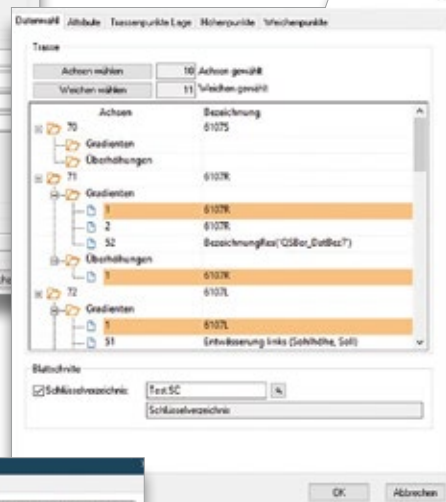 Datenwahl Attribute Trassenpunkte Lage Höhenpunkte Weichenpunkte
Trasse
Achsen wählen 10 Achsen gewählt
Weichen wählen 11 Weichen gewählt
Achsen Bezeichnung
70 6107S
Gradienten
Überhöhungen
71 6107R
Gradienten
1 6107R
2 6107R
52
Überhöhungen
1 6107R
72 6107L
Gradienten
1 6107L
51 Entwässerung links (Sohlhöhe, Soll)
Blattschnitte
Schlüsselverzeichnis: Test.SC
Schlüsselverzeichnis
OK Abbrechen